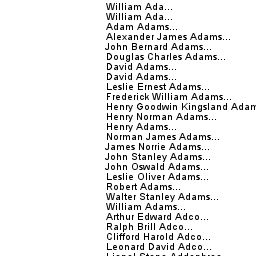 William Ada...
William Ada...
Adam Adams...
Alexander James Adams...
John Bernard Adams...
Douglas Charles Adams...
David Adams...
David Adams...
Leslie Ernest Adams...
Frederick William Adams...
Henry Goodwin Kingsland Adam
Henry Norman Adams...
Henry Adams...
Norman James Adams...
James Norrie Adams...
John Stanley Adams...
John Oswald Adams...
Leslie Oliver Adams...
Robert Adams...
Walter Stanley Adams...
William Adams...
Arthur Edward Adco...
Ralph Brill Adco...
Clifford Harold Adco...
Leonard David Adco...